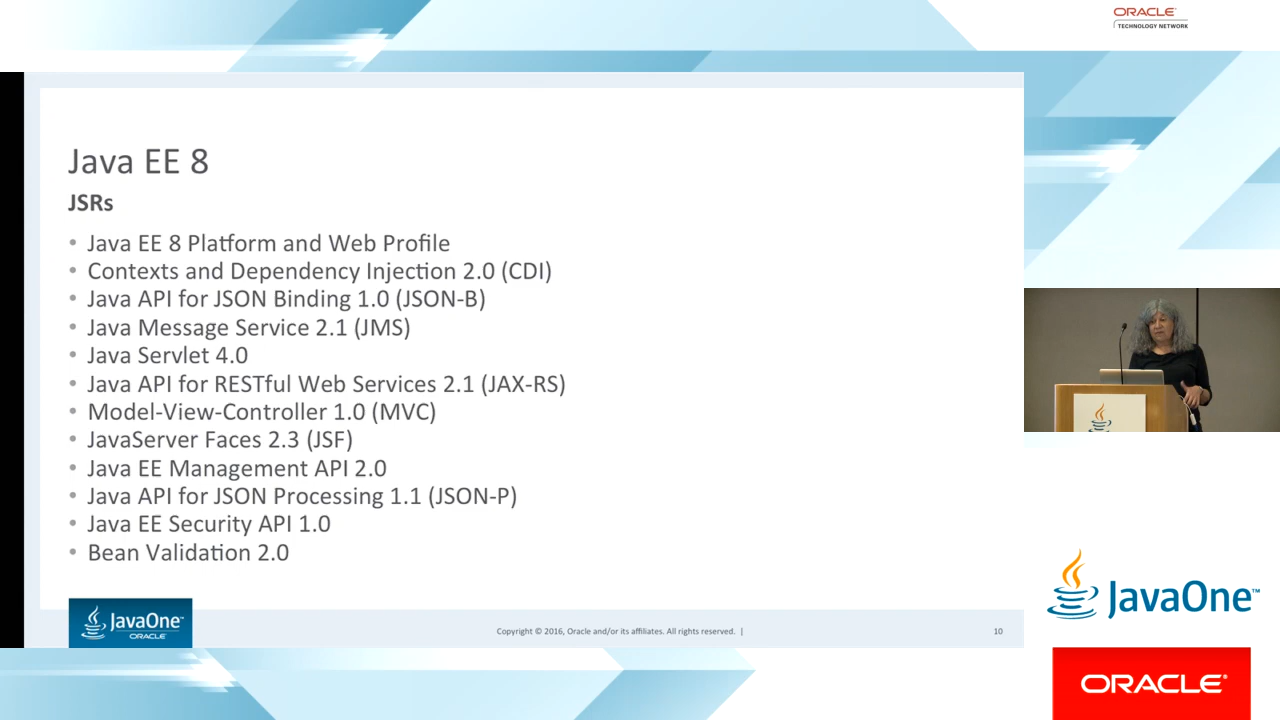 ORACLE
TECHNOLOGY NETWORK
Java EE 8
JSRs
• Java EE 8 Platform and Web Profile
• Contexts and Dependency Injection 2.0 (CDI)
• Java API for JSON Binding 1.0 (JSON-B)
• Java Message Service 2.1 (JMS)
• Java Servlet 4.0
• Java API for RESTful Web Services 2.1 (JAX-RS)
• Model-View-Controller 1.0 (MVC)
• JavaServer Faces 2.3 (JSF)
• Java EE Management API 2.0
• Java API for JSON Processing 1.1 (JSON-P)
• Java EE Security API 1.0
• Bean Validation 2.0
JavaOne™
ORACLE
Copyright © 2016, Oracle and/or its affiliates. All rights reserved. |
10
JavaOne™
ORACLE®